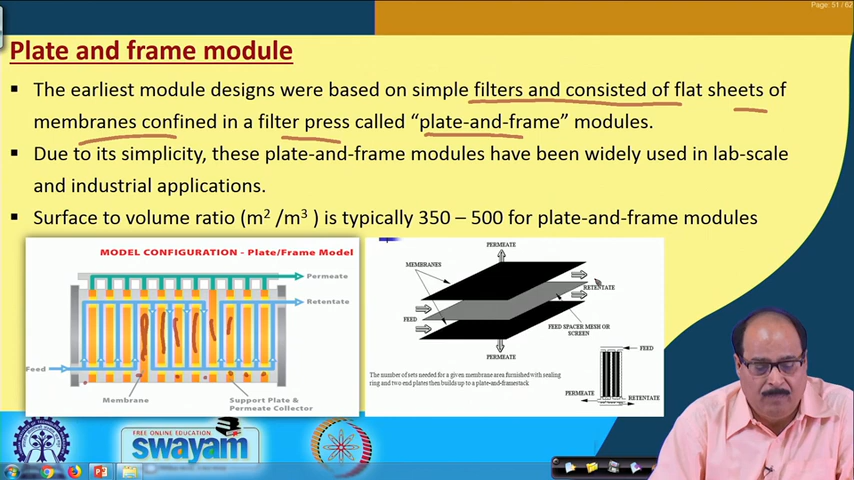 Page: 51 / 62
Plate and frame module
▪ The earliest module designs were based on simple filters and consisted of flat sheets of
membranes confined in a filter press called “plate-and-frame” modules.
▪ Due to its simplicity, these plate-and-frame modules have been widely used in lab-scale
and industrial applications.
▪ Surface to volume ratio (m² /m³ ) is typically 350 – 500 for plate-and-frame modules
MODEL CONFIGURATION - Plate/Frame Model
Permeate
Retentate
Feed
Membrane
Support Plate &
Permeate Collector
PERMEATE
MEMBRANES
RETENTATE
FEED
FEED SPACER MESH OR
SCREEN
PERMEATE
The number of sets needed for a given membrane area furnished with sealing
ring and two end plates then builds up to a plate-and-framestack
FEED
PERMEATE
RETENTATE
FREE ONLINE EDUCATION
swayam